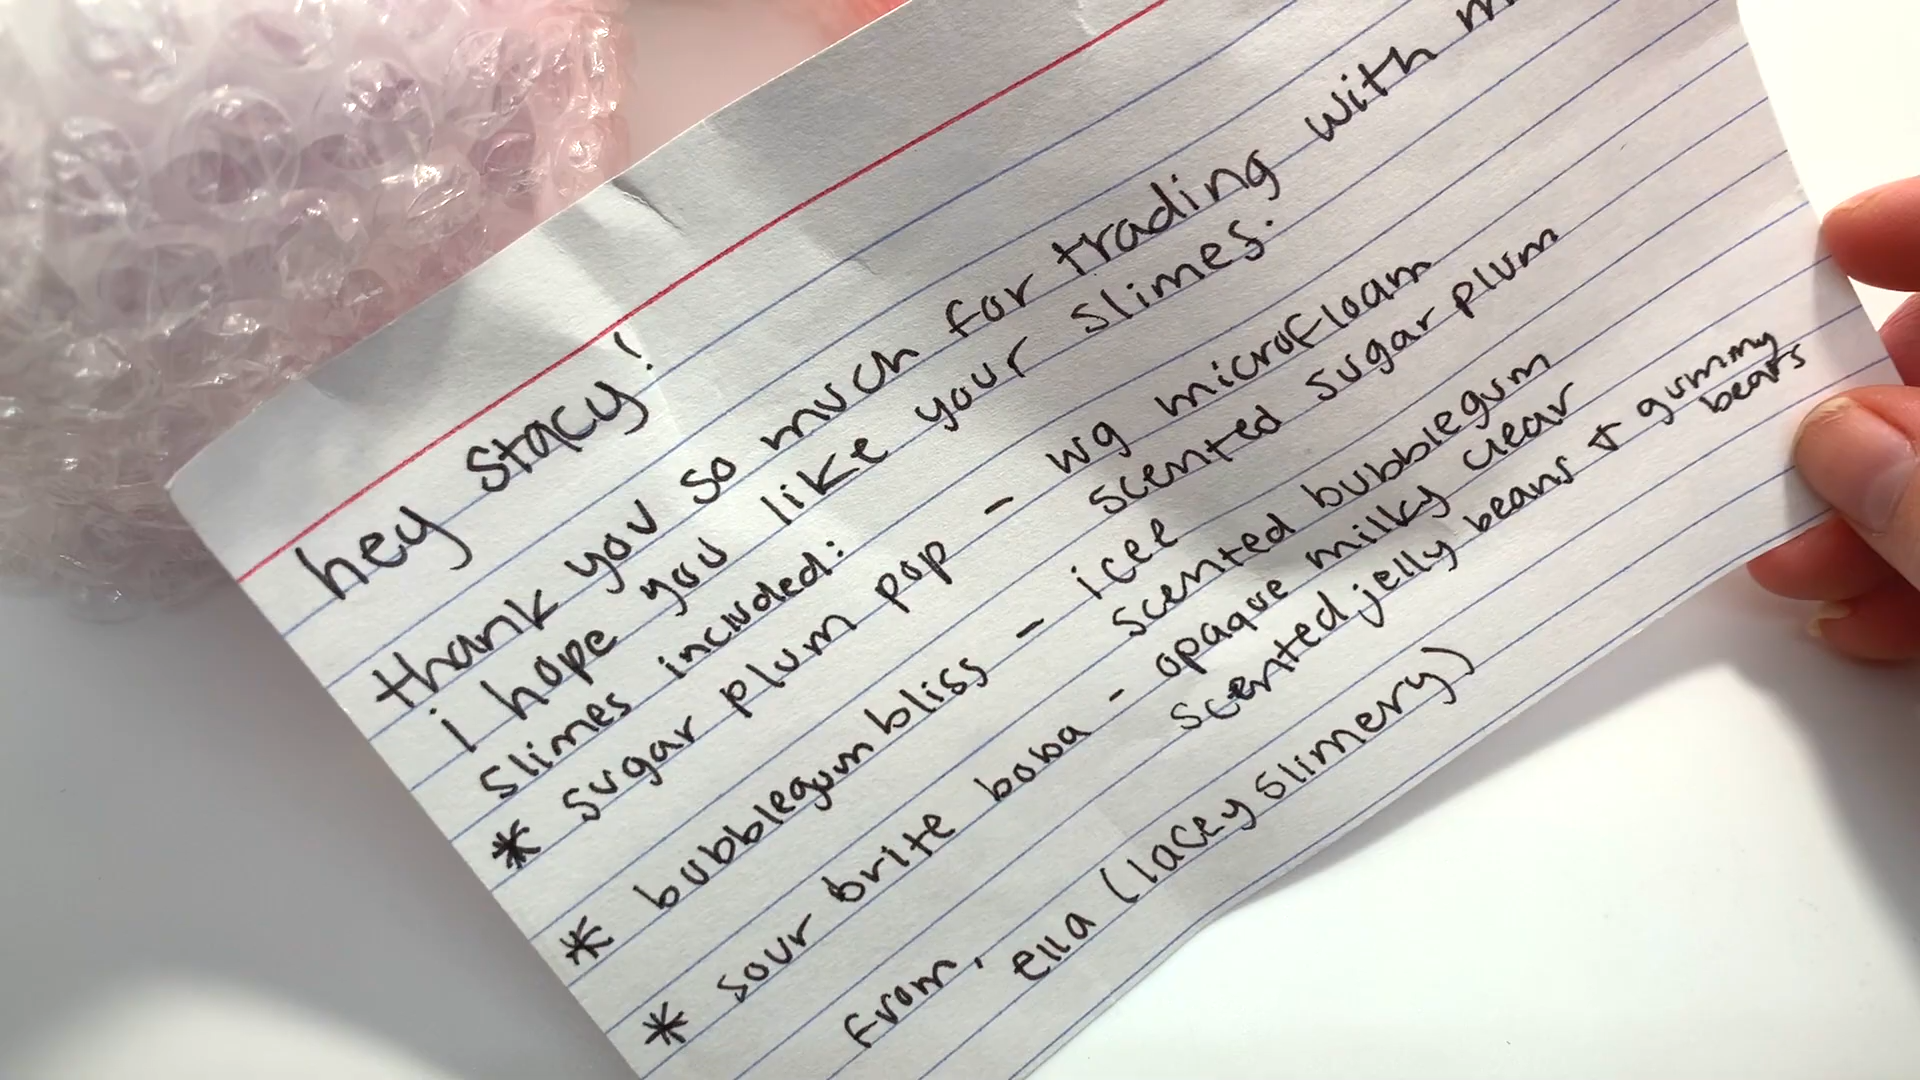 hey stacy!
thank you so much for trading with
i hope you like your slimes.
slimes included:
* sugar plum pop - wg microfloam
scented sugar plum
* bubblegum bliss - icee
scented bubblegum
* sour brite boba - opaque milky clear
scented jelly beans + gummy
bears
from,
ella (lacey slimery)